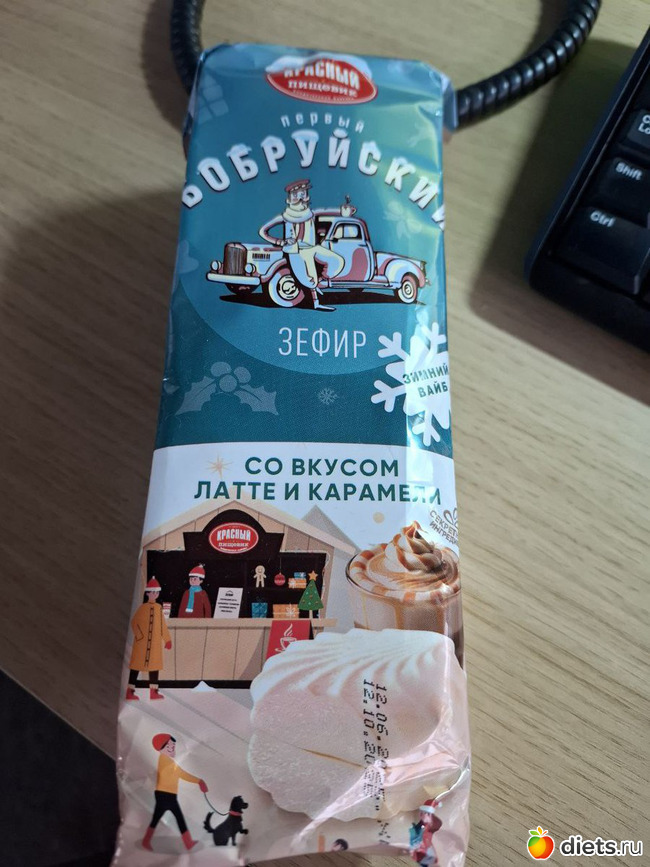 КРАСНЫЙ
ПИЩЕВИК
первый
БОБРУЙСКИЙ
ЗЕФИР
ЗИМНИЙ
ВАЙБ
СО ВКУСОМ
ЛАТТЕ И КАРАМЕЛИ
КРАСНЫЙ
ПИЩЕВИК
Shift
Ctrl
diets.ru